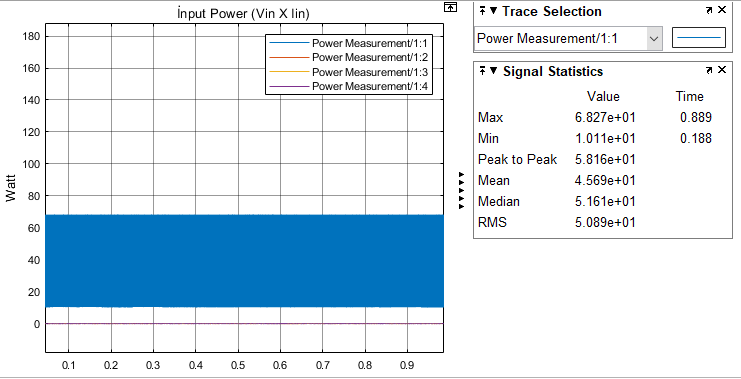 İnput Power (Vin X Iin)
180
160
140
120
100
80
60
40
20
0
Watt
0.1 0.2 0.3 0.4 0.5 0.6 0.7 0.8 0.9
Power Measurement/1:1
Power Measurement/1:2
Power Measurement/1:3
Power Measurement/1:4
Trace Selection
Power Measurement/1:1
Signal Statistics
Value Time
Max 6.827e+01 0.889
Min 1.011e+01 0.188
Peak to Peak 5.816e+01
Mean 4.569e+01
Median 5.161e+01
RMS 5.089e+01